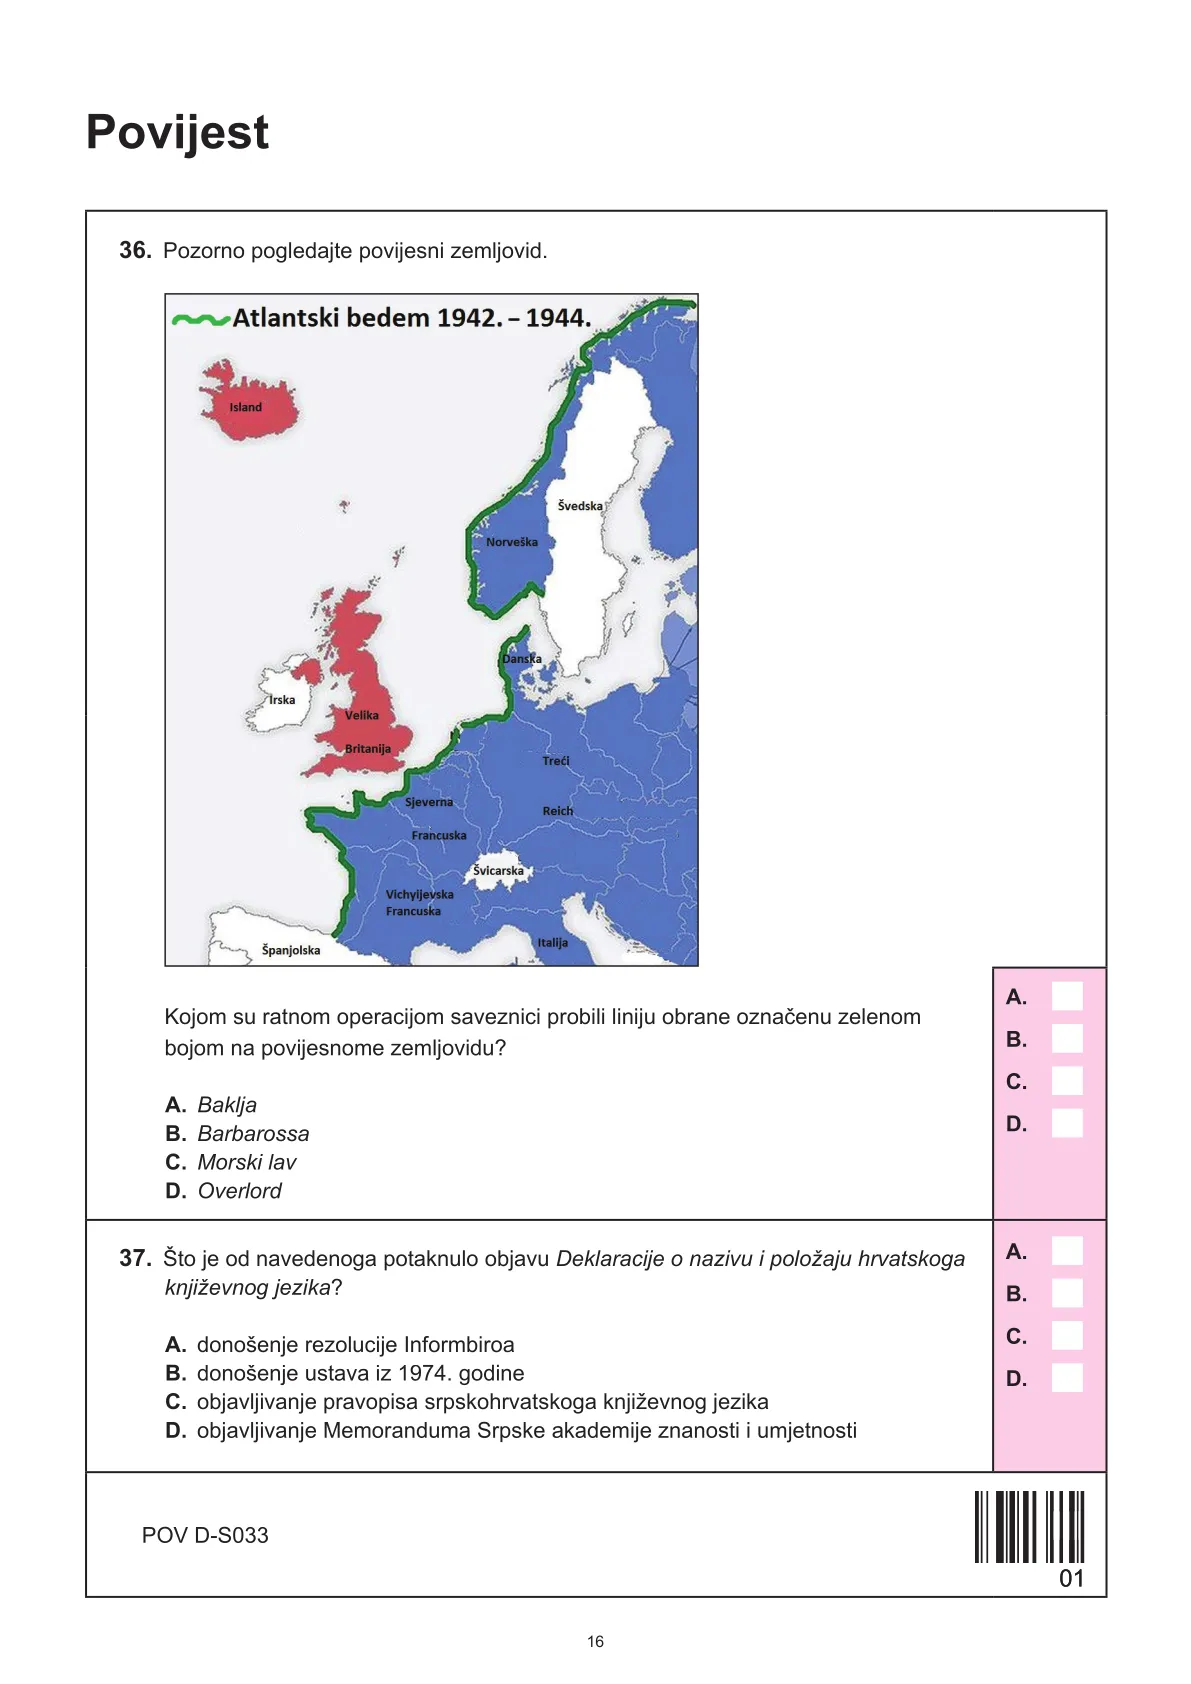 Povijest
36. Pozorno pogledajte povijesni zemljovid.
Atlantski bedem 1942. – 1944.
Island
Švedska
Norveška
Danska
Irska
Velika
Britanija
Treći
Reich
Sjeverna
Francuska
Švicarska
Vichyijevska
Francuska
Italija
Španjolska
Kojom su ratnom operacijom saveznici probili liniju obrane označenu zelenom
bojom na povijesnome zemljovidu?
A. Baklja
B. Barbarossa
C. Morski lav
D. Overlord
A.
B.
C.
D.
37. Što je od navedenoga potaknulo objavu Deklaracije o nazivu i položaju hrvatskoga
književnog jezika?
A. donošenje rezolucije Informbiroa
B. donošenje ustava iz 1974. godine
C. objavljivanje pravopisa srpskohrvatskoga književnog jezika
D. objavljivanje Memoranduma Srpske akademije znanosti i umjetnosti
A.
B.
C.
D.
POV D-S033
01
16